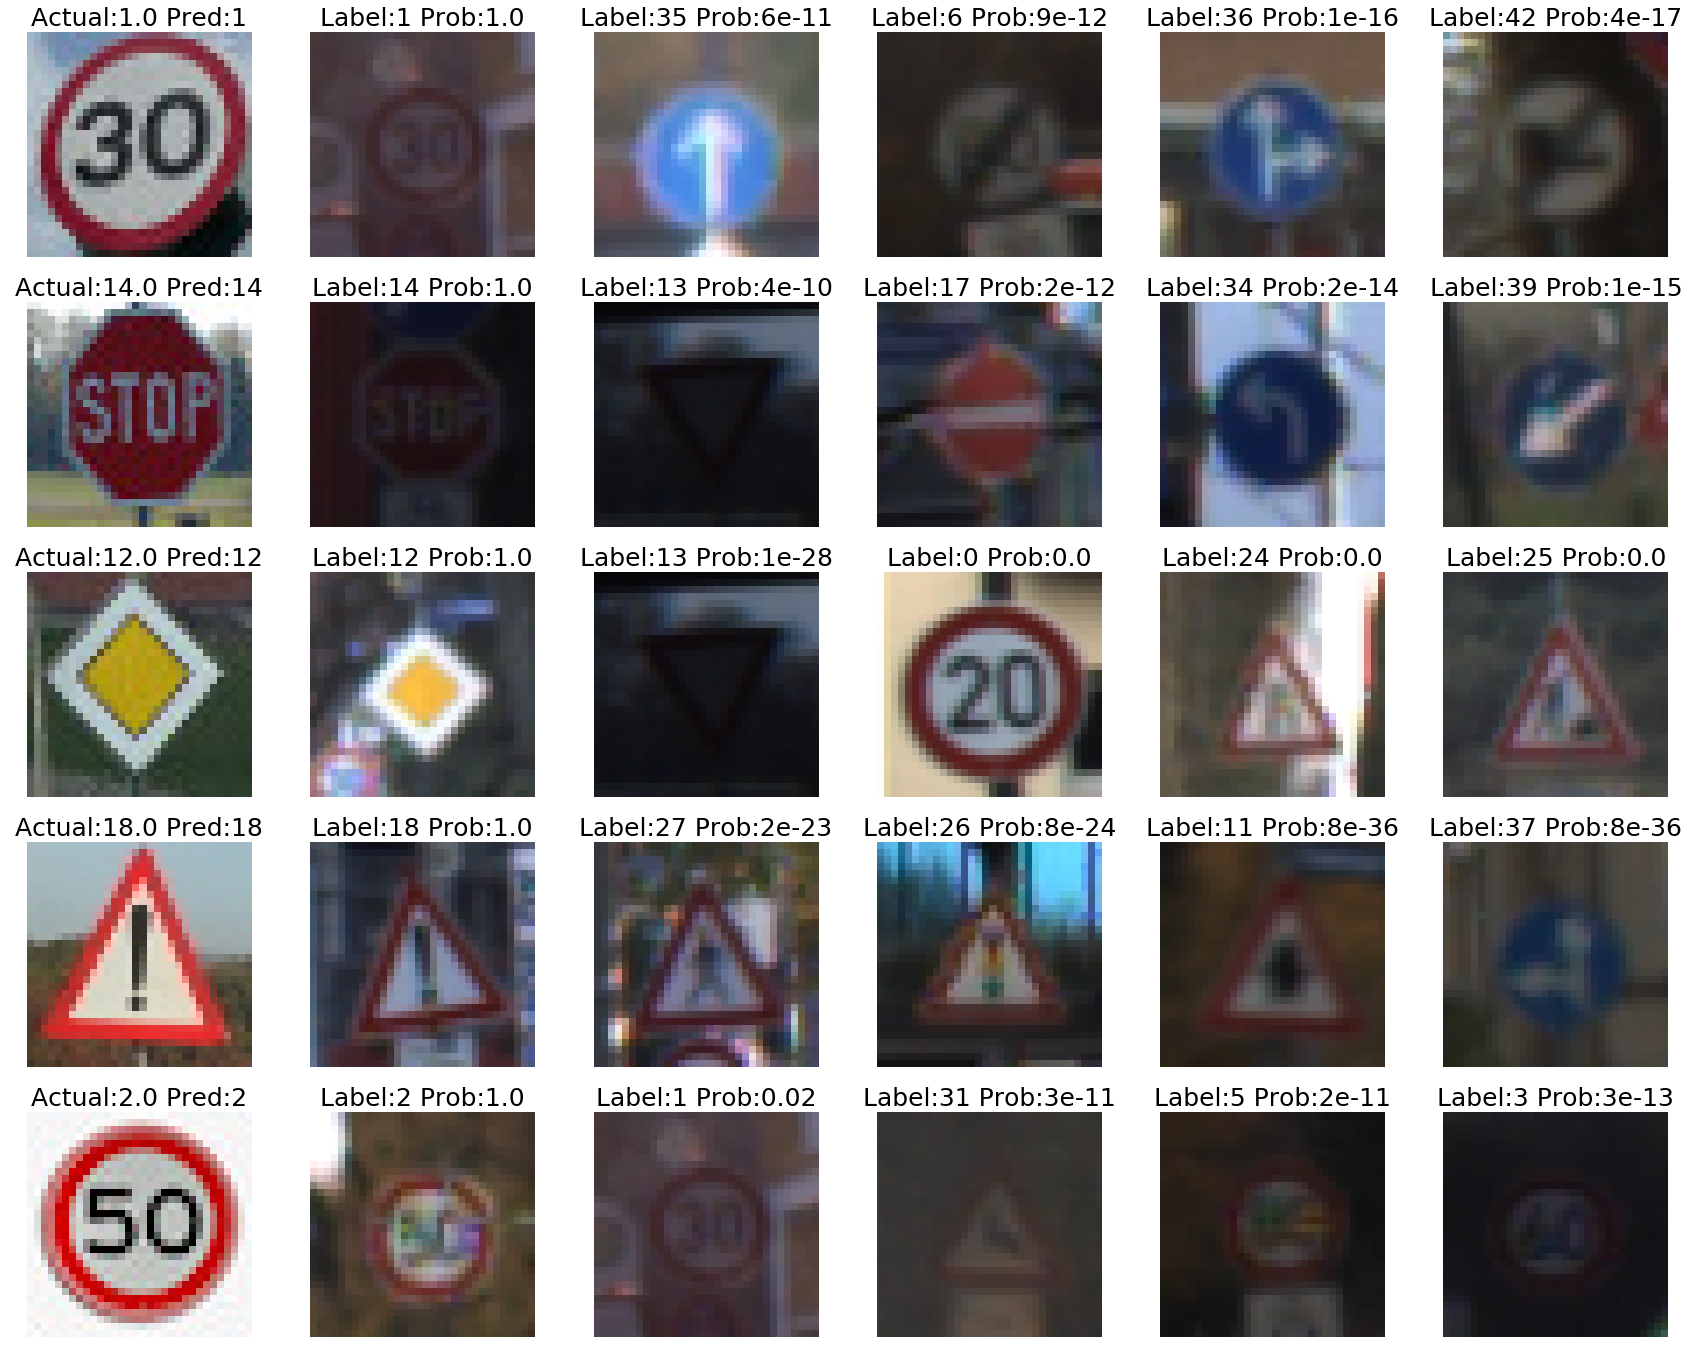 Actual:1.0 Pred:1 Label:1 Prob:1.0 Label:35 Prob:6e-11 Label:6 Prob:9e-12 Label:36 Prob:1e-16 Label:42 Prob:4e-17
30 30
Actual:14.0 Pred:14 Label:14 Prob:1.0 Label:13 Prob:4e-10 Label:17 Prob:2e-12 Label:34 Prob:2e-14 Label:39 Prob:1e-15
STOP STOP
Actual:12.0 Pred:12 Label:12 Prob:1.0 Label:13 Prob:1e-28 Label:0 Prob:0.0 Label:24 Prob:0.0 Label:25 Prob:0.0
20
Actual:18.0 Pred:18 Label:18 Prob:1.0 Label:27 Prob:2e-23 Label:26 Prob:8e-24 Label:11 Prob:8e-36 Label:37 Prob:8e-36
! !
Actual:2.0 Pred:2 Label:2 Prob:1.0 Label:1 Prob:0.02 Label:31 Prob:3e-11 Label:5 Prob:2e-11 Label:3 Prob:3e-13
50 30